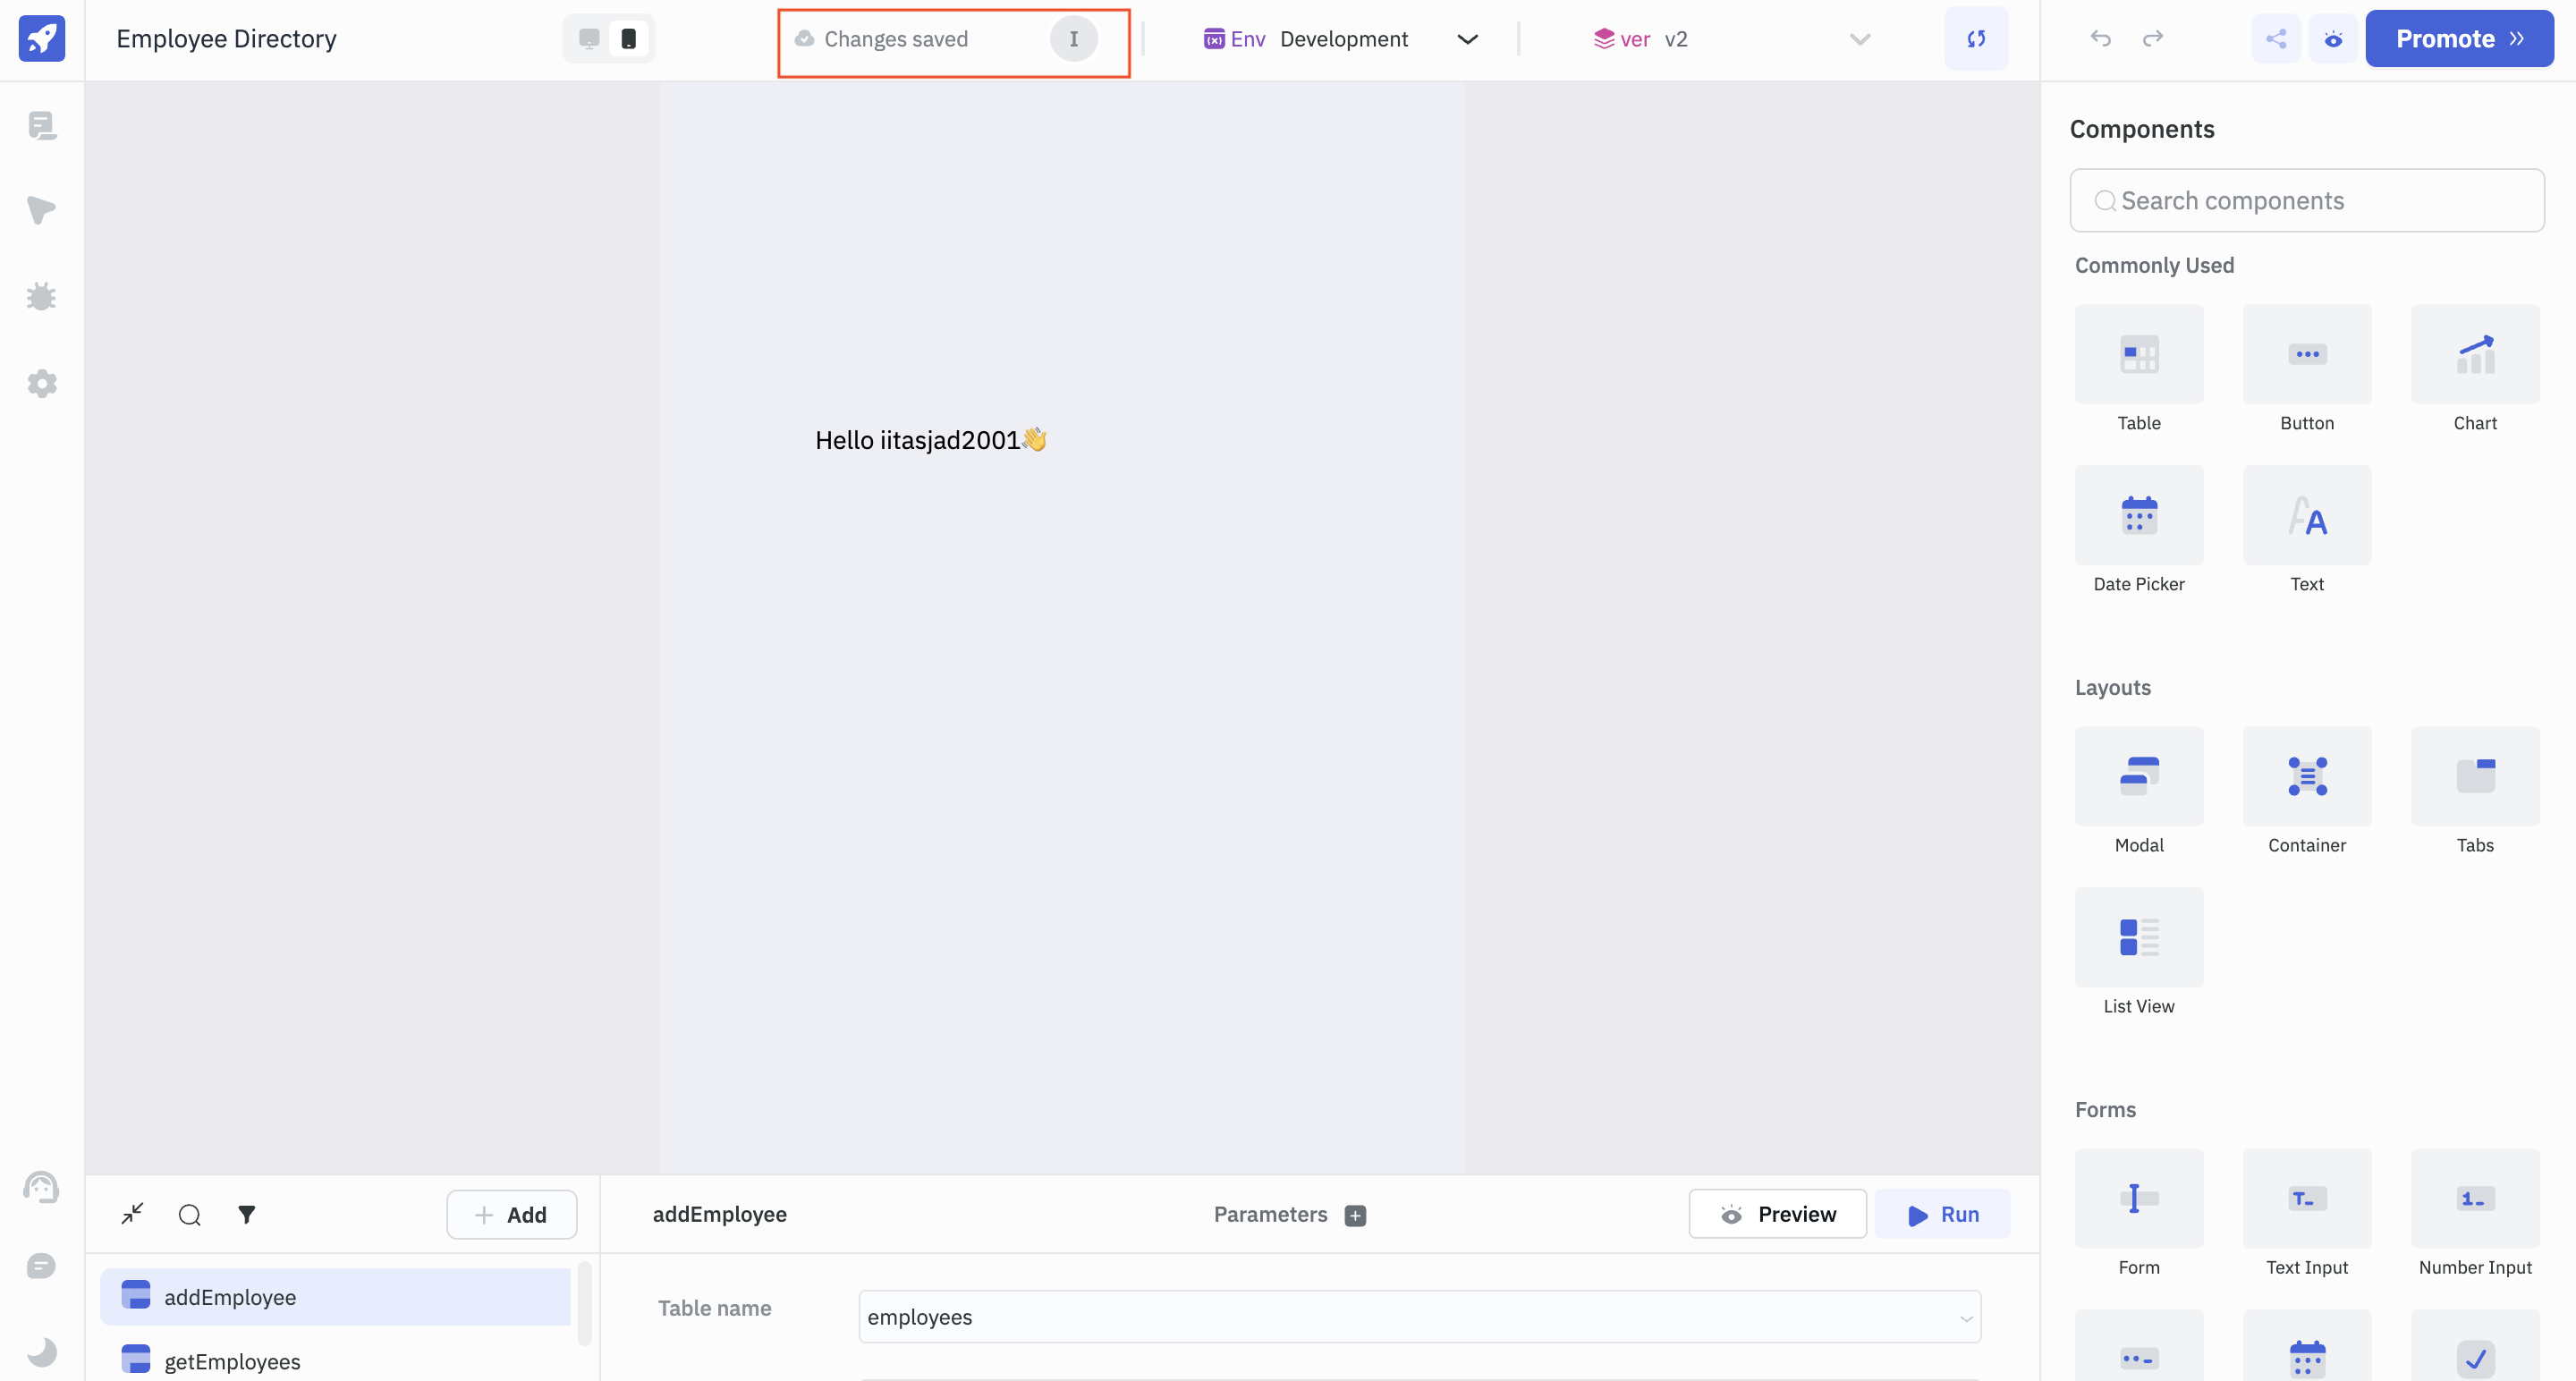 Employee Directory
Changes saved
I
Env Development
ver v2
Promote
Components
Search components
Commonly Used
Table
Button
Chart
Date Picker
Text
Hello iitasjad2001👋
Layouts
Modal
Container
Tabs
List View
Forms
Form
Text Input
Number Input
Add
addEmployee
getEmployees
addEmployee
Parameters
Preview
Run
Table name
employees